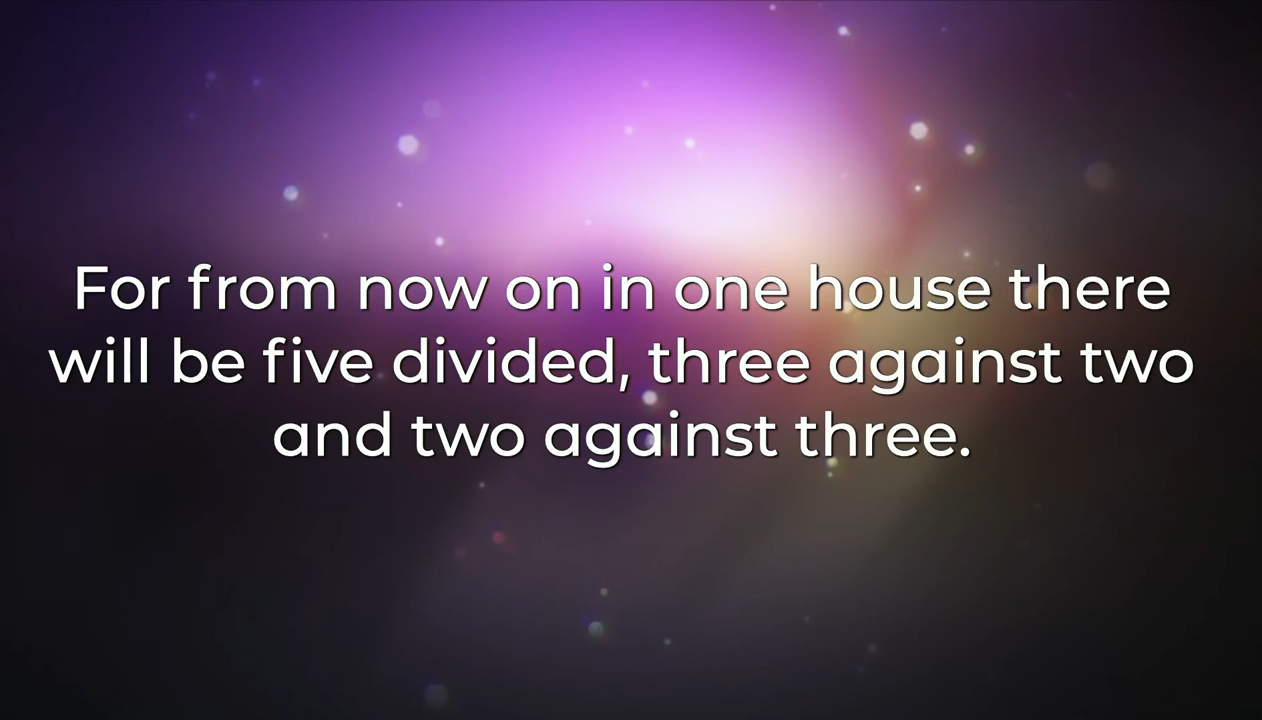 For from now on in one house there
will be five divided, three against two
and two against three.